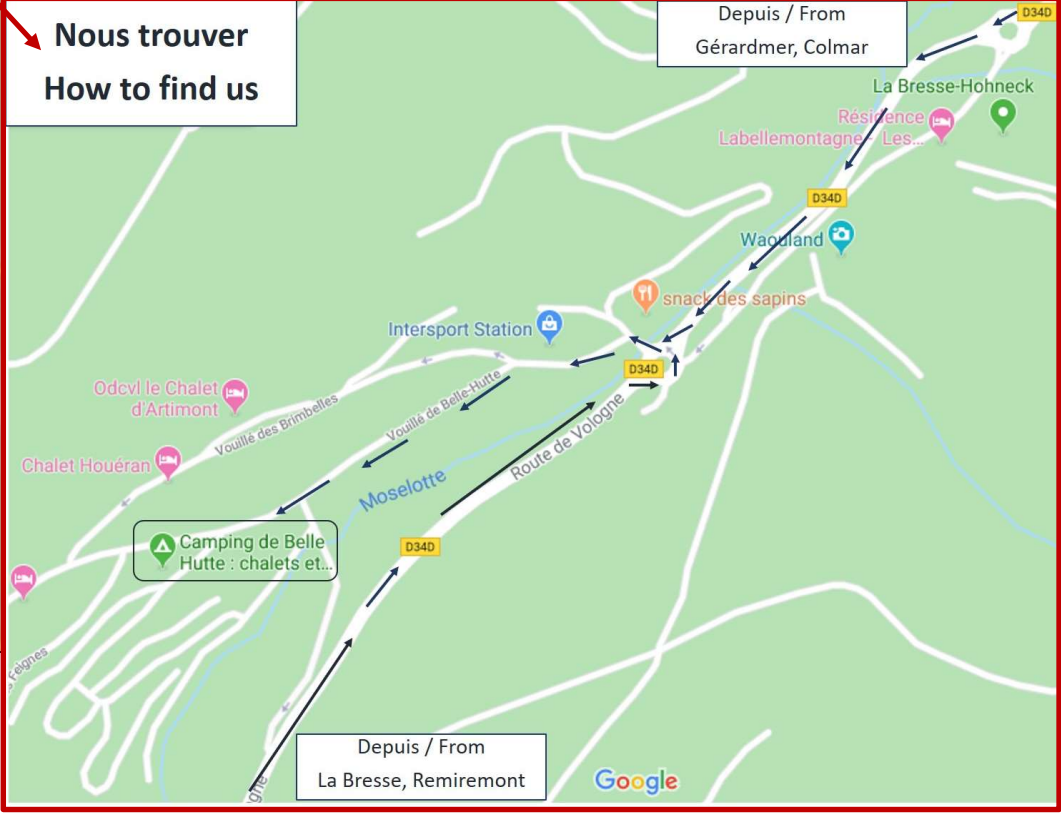 Nous trouver
How to find us
Depuis / From
Gérardmer, Colmar
D34D
La Bresse-Hohneck
Résidence
Labellemontagne - Les...
D34D
Waouland
snack des sapins
Intersport Station
D34D
Odcvl le Chalet
d'Artimont
Vouillé des Brimbelles
Vouillé de Belle-Hutte
Route de Vologne
Chalet Houéran
Moselotte
D34D
Camping de Belle
Hutte : chalets et...
Feignes
Depuis / From
La Bresse, Remiremont
Google